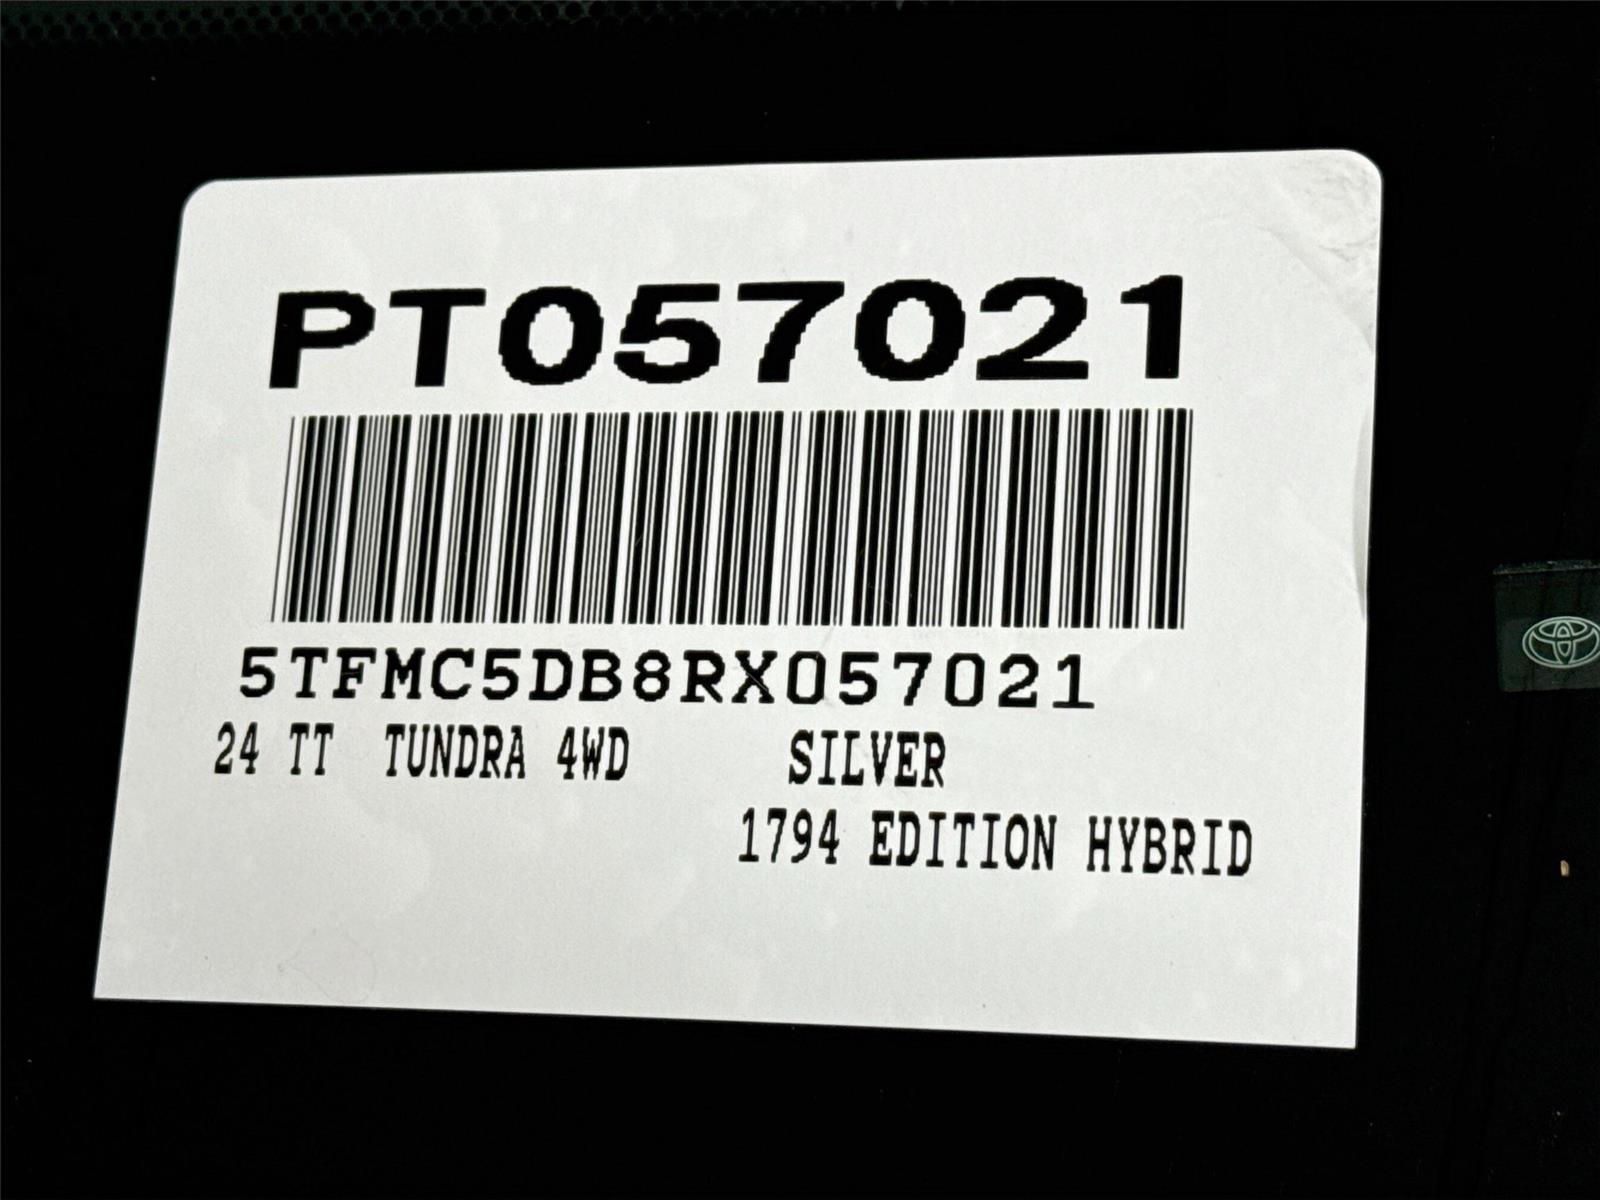 PT057021
5TFMC5DB8RX057021
24 TT TUNDRA 4WD SILVER
1794 EDITION HYBRID